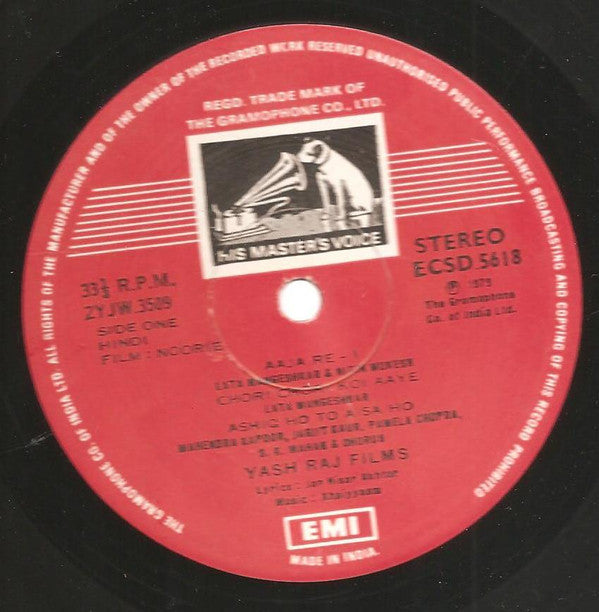 THE GRAMOPHONE CO OF INDIA LTD. ALL RIGHTS OF THE MANUFACTURER AND OF THE OWNER OF THE RECORDED WORK RESERVED UNAUTHORISED PUBLIC PERFORMANCE BROADCASTING AND COPYING OF THIS RECORD PROHIBITED
REGD. TRADE MARK OF
THE GRAMOPHONE CO., LTD.
HIS MASTER'S VOICE
33⅓ R.P.M.
ZYJW.3509
SIDE ONE
HINDI
FILM : NOORIE
STEREO
ECSD.5618
℗ 1979
The Gramophone
Co. of India Ltd.
AAJA RE - I
LATA MANGESHKAR & NITIN MUKESH
CHORI CHORI KOI AAYE
LATA MANGESHKAR
ASHIQ HO TO AISA HO
MAHENDRA KAPOOR, JAGJIT KAUR, PAMELA CHOPRA,
S. K. MAHAN & CHORUS
YASH RAJ FILMS
Lyrics : Jan Nisar Akhtar
Music : Khaiyyaam
EMI
MADE IN INDIA.